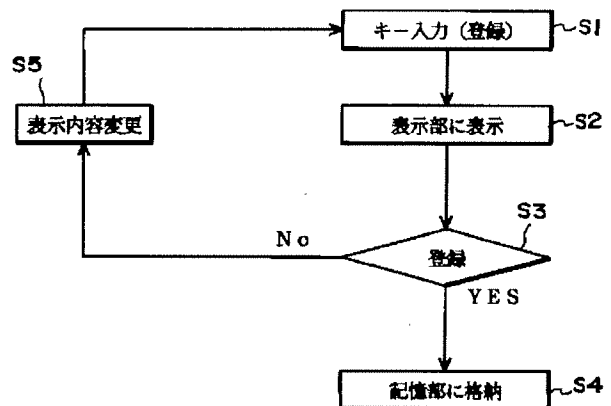 キー入力（登録）
S1
S5
表示内容変更
表示部に表示
S2
S3
No
登録
YES
記憶部に格納
S4